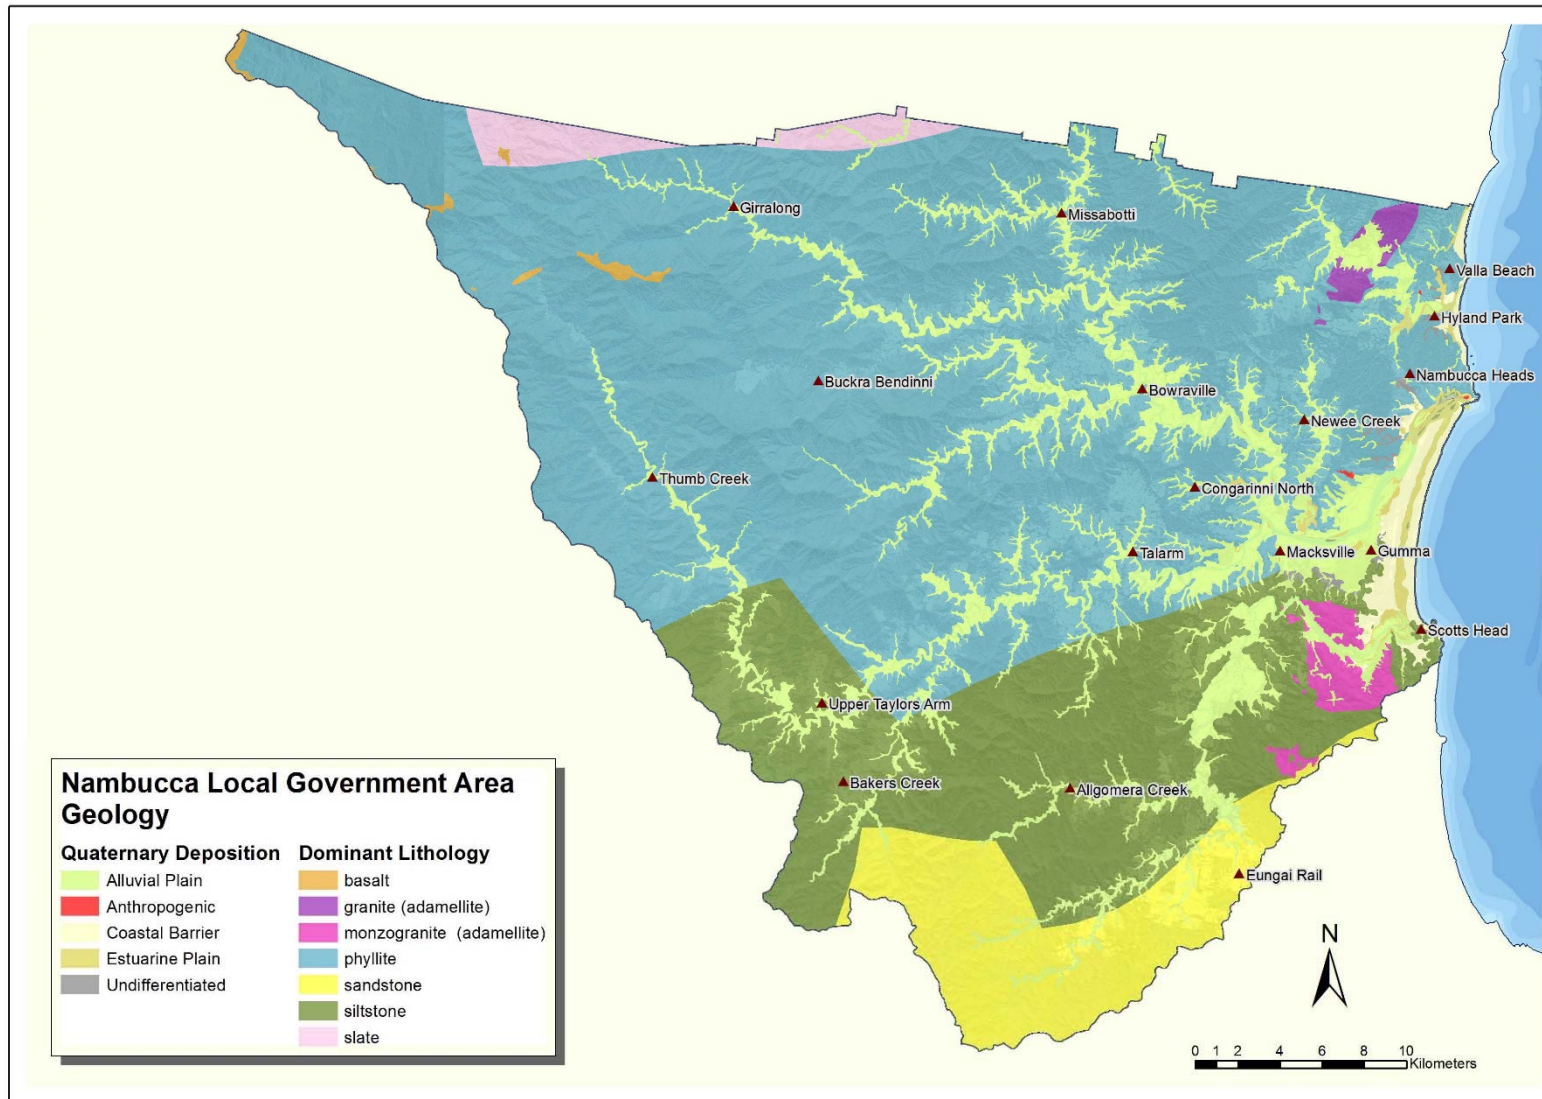 Girralong
Missabotti
Valla Beach
Hyland Park
Nambucca Heads
Buckra Bendinni
Bowraville
Newee Creek
Thumb Creek
Congarinni North
Talarm
Macksville
Gumma
Scotts Head
Upper Taylors Arm
Bakers Creek
Allgomera Creek
Eungai Rail
Nambucca Local Government Area
Geology
Quaternary Deposition
Alluvial Plain
Anthropogenic
Coastal Barrier
Estuarine Plain
Undifferentiated
Dominant Lithology
basalt
granite (adamellite)
monzogranite (adamellite)
phyllite
sandstone
siltstone
slate
N
0 1 2 4 6 8 10
Kilometers